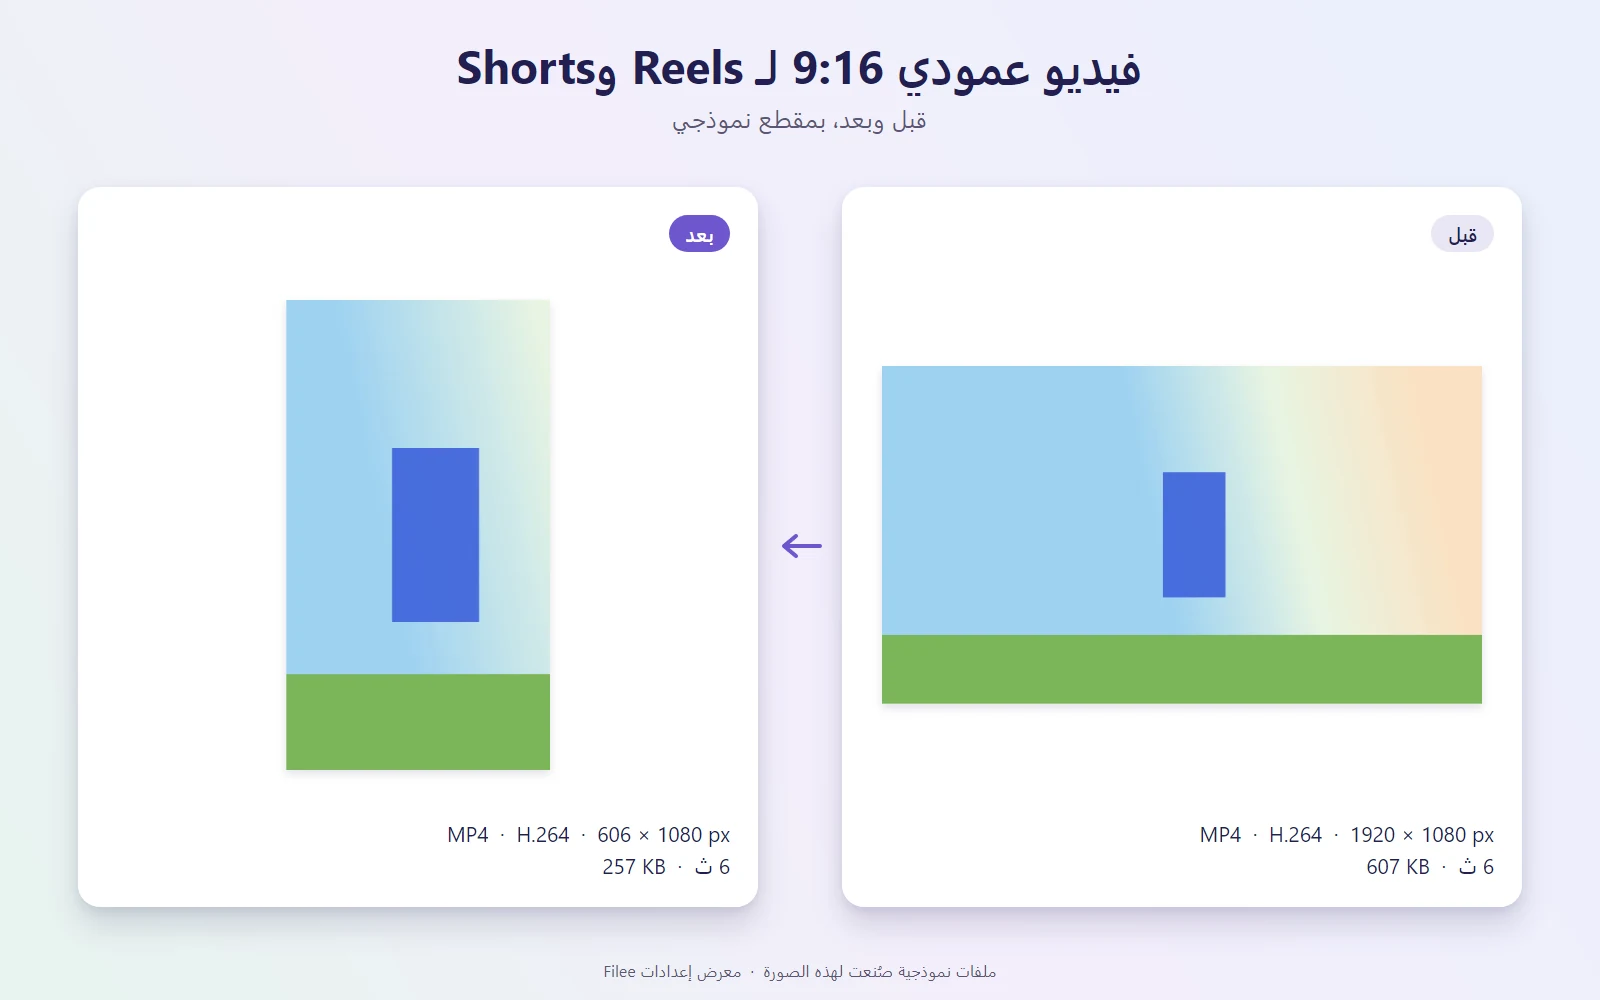 فيديو عمودي 9:16 لـ Reels وShorts
قبل وبعد، بمقطع نموذجي
قبل
MP4 · H.264 · 1920 × 1080 px
6 ث · 607 KB
بعد
MP4 · H.264 · 606 × 1080 px
6 ث · 257 KB
ملفات نموذجية صُنعت لهذه الصورة · معرض إعدادات Filee